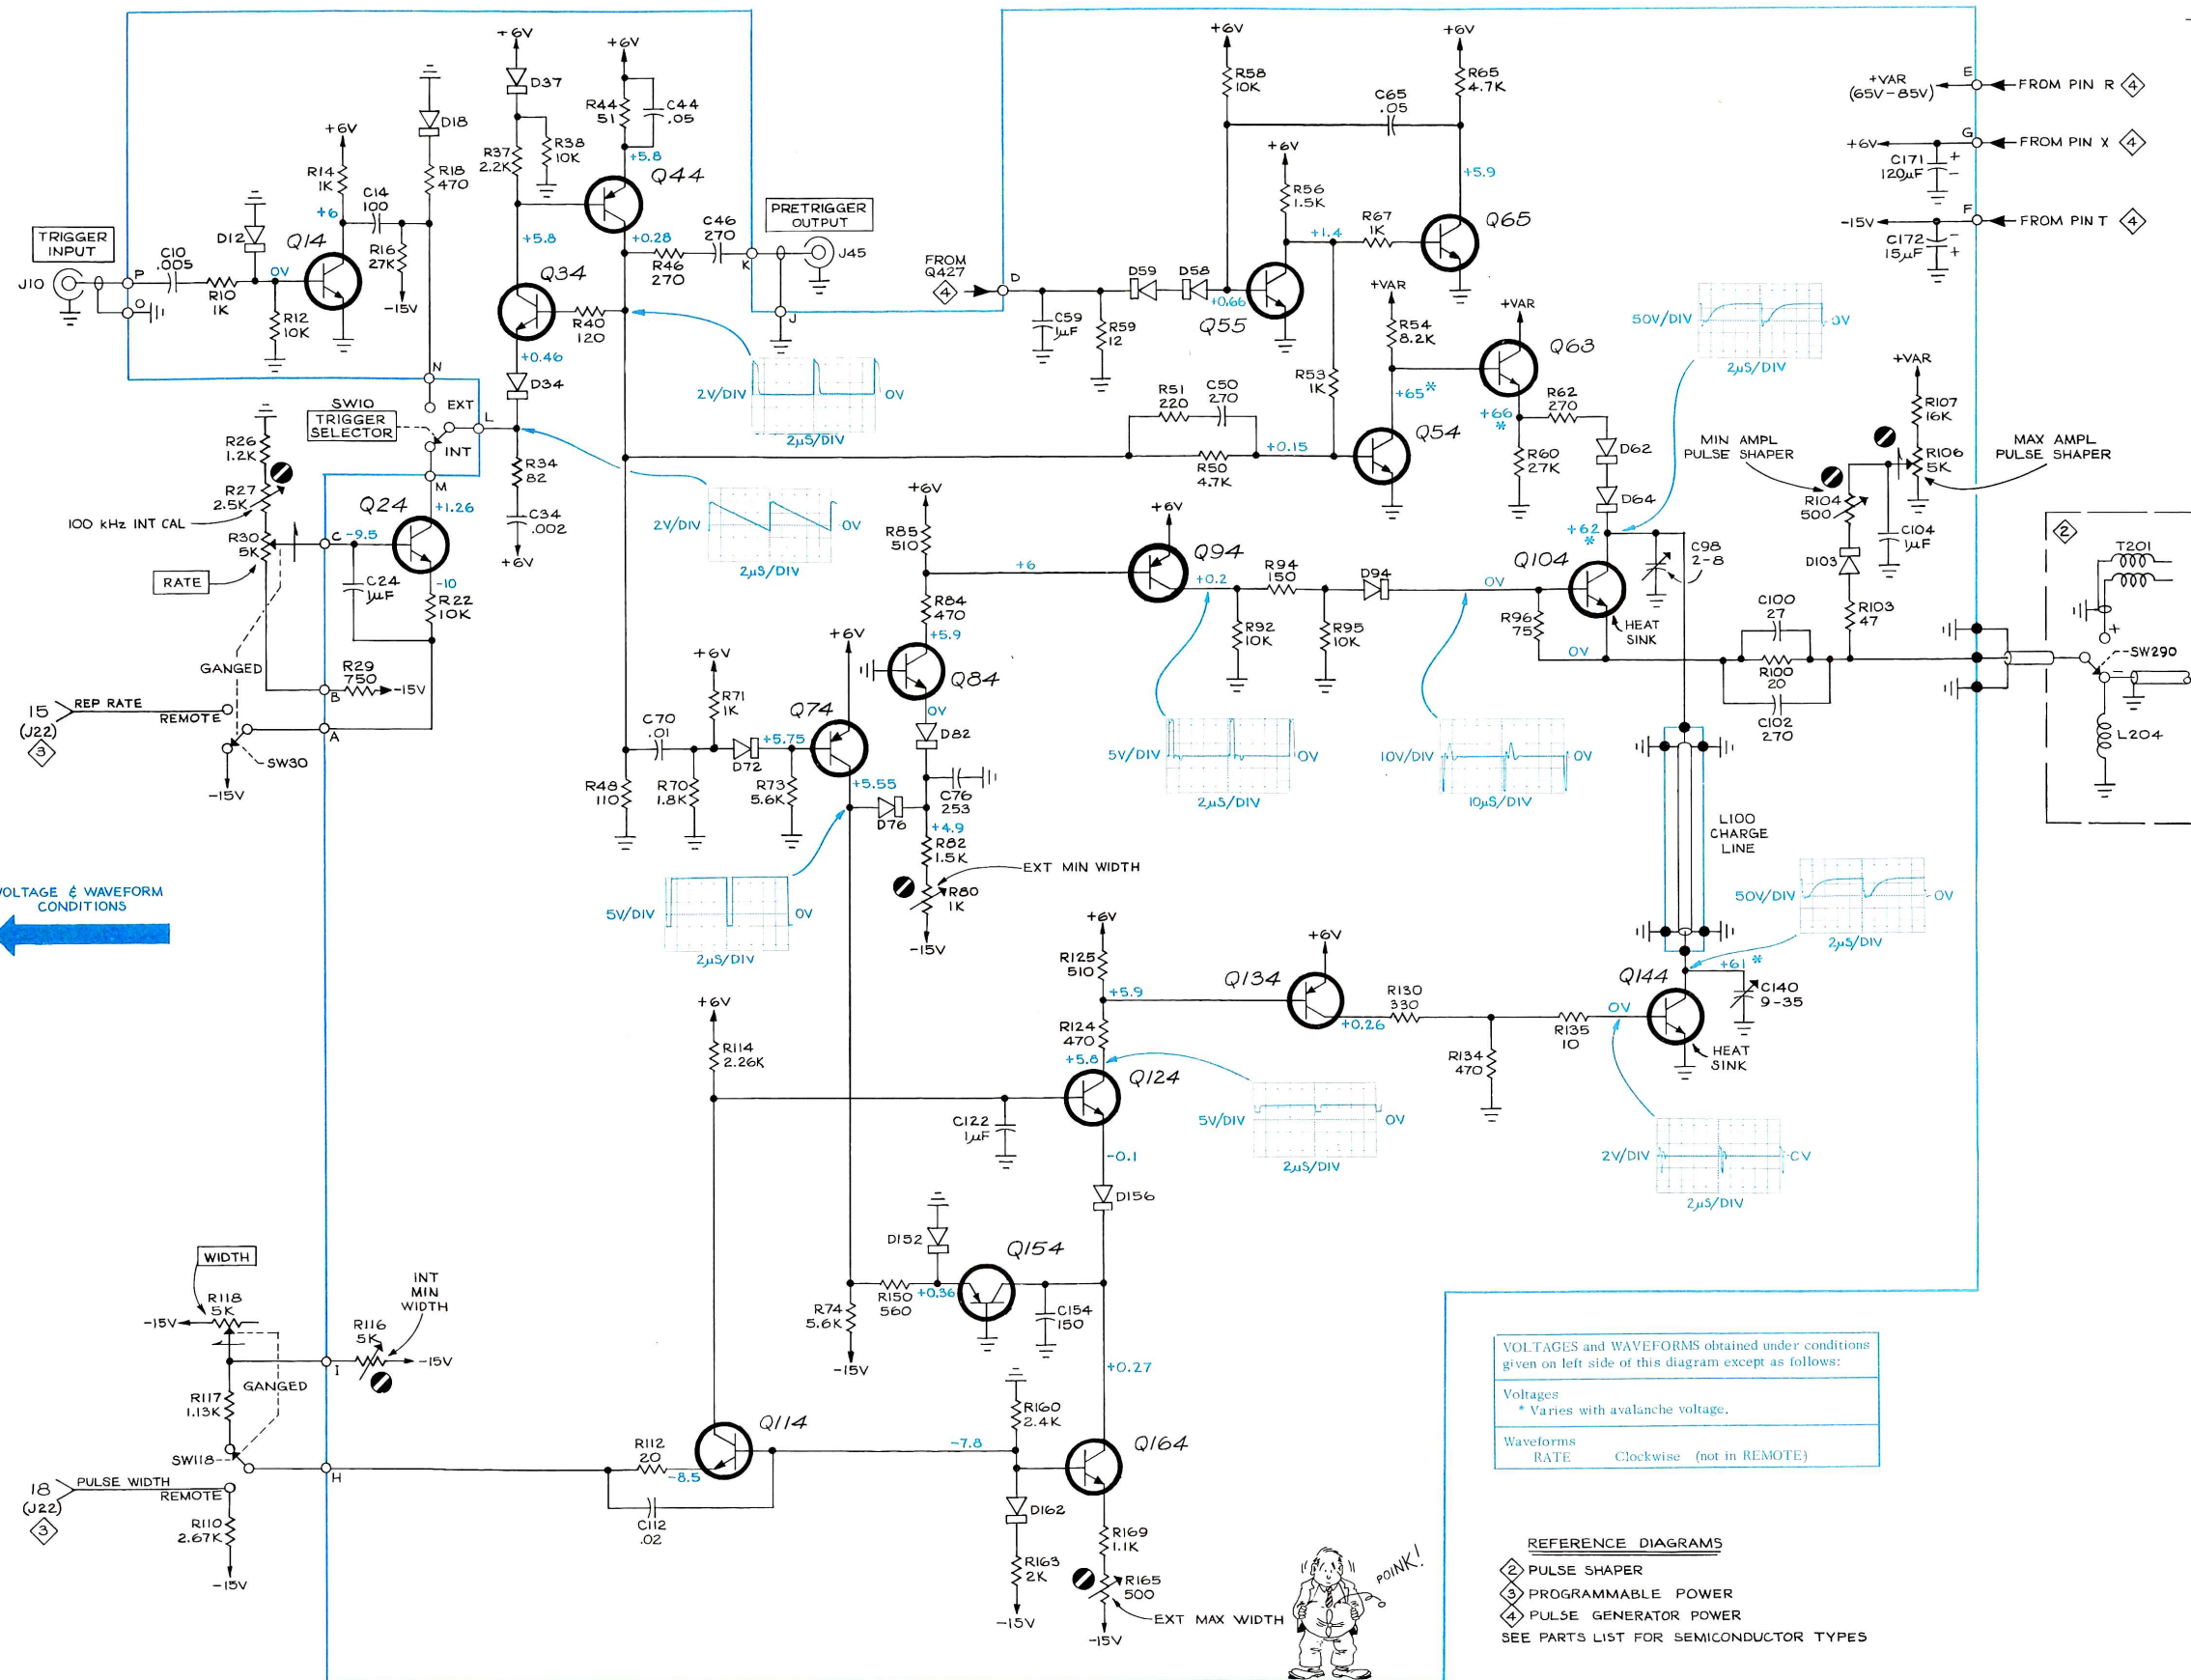 +6V
D37
+6V
R44
51
C44
.05
D18
+6V
R37
2.2K
R38
10K
+5.8
Q44
R14
1K
C14
100
R18
470
+6
TRIGGER
INPUT
J10
P
O
C10
.005
R10
1K
D12
0V
Q14
R12
10K
R16
27K
-15V
+5.8
+0.28
C46
270
R46
270
PRETRIGGER
OUTPUT
K
J45
J
Q34
R40
120
+0.46
D34
N
SW10
TRIGGER
SELECTOR
EXT
INT
L
M
2V/DIV
0V
2µS/DIV
R26
1.2K
R27
2.5K
100 kHz INT CAL
R30
5K
RATE
C
-9.5
Q24
+1.26
-10
C24
1µF
R22
10K
R34
82
C34
.002
+6V
2V/DIV
0V
2µS/DIV
GANGED
R29
750
-15V
B
A
15
(J22)
3
REP RATE
REMOTE
SW30
-15V
VOLTAGE & WAVEFORM
CONDITIONS
FROM
Q427
4
D
C59
1µF
R59
12
D59
D58
+0.66
Q55
+6V
R58
10K
C65
.05
+6V
R65
4.7K
+6V
R56
1.5K
+5.9
+1.4
R67
1K
Q65
+VAR
R54
8.2K
R53
1K
+65*
+VAR
Q63
+66
*
R62
270
R60
27K
D62
D64
R51
220
C50
270
R50
4.7K
+0.15
Q54
50V/DIV
0V
2µS/DIV
+VAR
(65V-85V)
E
FROM PIN R
4
+6V
G
FROM PIN X
4
C171
120µF
+
-
-15V
F
FROM PIN T
4
C172
15µF
-
+
+VAR
R107
16K
R106
5K
MAX AMPL
PULSE SHAPER
MIN AMPL
PULSE SHAPER
R104
500
C104
1µF
D103
R103
47
+6V
R85
510
+6
R84
470
+5.9
Q84
0V
D82
C76
253
+4.9
R82
1.5K
R80
1K
EXT MIN WIDTH
-15V
+6V
Q94
+0.2
R94
150
D94
R92
10K
R95
10K
0V
Q104
+62
*
C98
2-8
R96
75
HEAT
SINK
0V
C100
27
R100
20
C102
270
2
T201
+
-
SW290
L204
5V/DIV
0V
2µS/DIV
10V/DIV
0V
10µS/DIV
R48
110
C70
.01
+6V
R71
1K
R70
1.8K
D72
+5.75
R73
5.6K
+6V
Q74
+5.55
D76
5V/DIV
0V
2µS/DIV
L100
CHARGE
LINE
50V/DIV
0V
2µS/DIV
+61 *
+6V
R125
510
+5.9
R124
470
+5.8
Q124
+6V
Q134
+0.26
R130
330
R134
470
R135
10
0V
Q144
C140
9-35
HEAT
SINK
+6V
R114
2.26K
C122
1µF
-0.1
D156
5V/DIV
0V
2µS/DIV
2V/DIV
0V
2µS/DIV
D152
Q154
R150
560
+0.36
C154
150
R74
5.6K
-15V
+0.27
WIDTH
R118
5K
-15V
R116
5K
INT
MIN
WIDTH
-15V
I
R117
1.13K
GANGED
SW118
H
18
(J22)
3
PULSE WIDTH
REMOTE
R110
2.67K
-15V
R112
20
-8.5
C112
.02
Q114
-7.8
R160
2.4K
Q164
D162
R163
2K
-15V
R169
1.1K
R165
500
EXT MAX WIDTH
-15V
POINK!
VOLTAGES and WAVEFORMS obtained under conditions
given on left side of this diagram except as follows:
Voltages
* Varies with avalanche voltage.
Waveforms
RATE Clockwise (not in REMOTE)
REFERENCE DIAGRAMS
2 PULSE SHAPER
3 PROGRAMMABLE POWER
4 PULSE GENERATOR POWER
SEE PARTS LIST FOR SEMICONDUCTOR TYPES